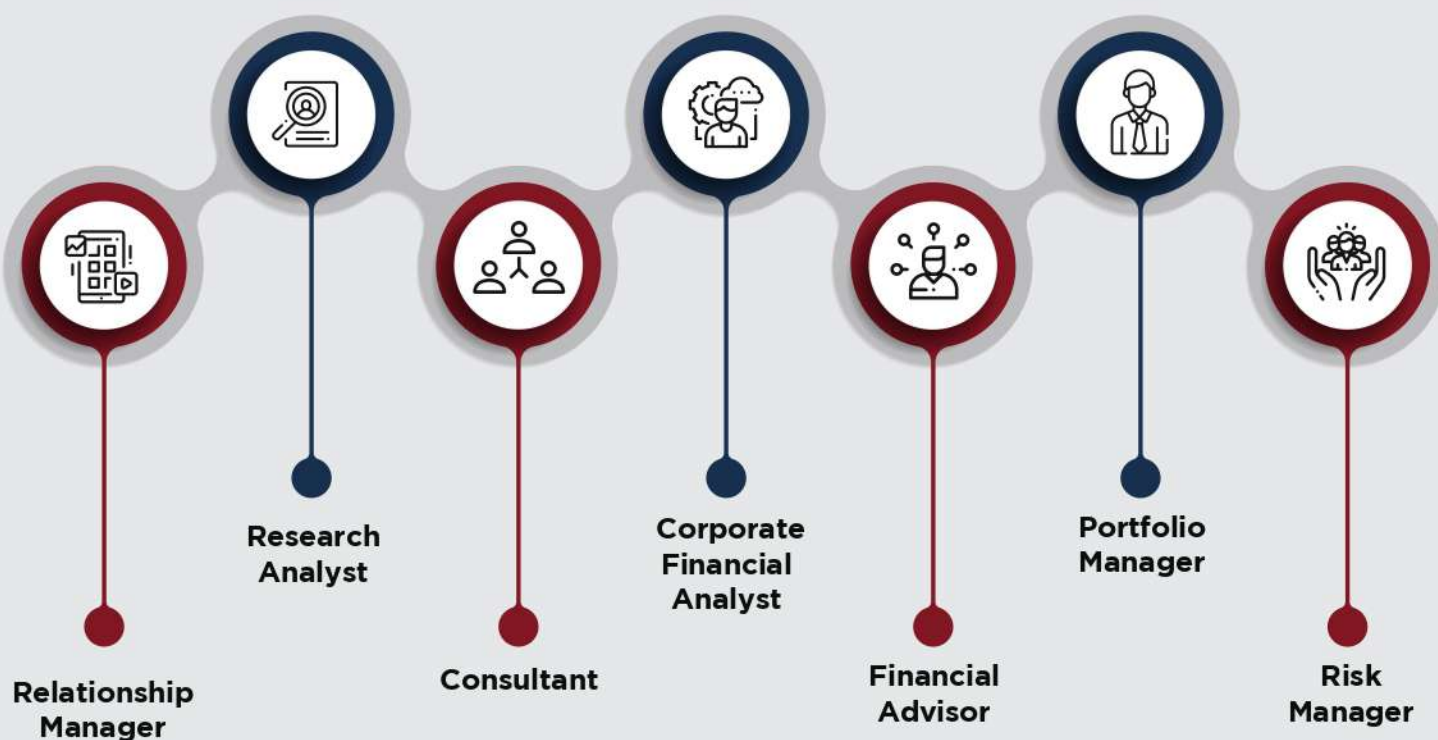 Relationship
Manager
Research
Analyst
Consultant
Corporate
Financial
Analyst
Financial
Advisor
Portfolio
Manager
Risk
Manager